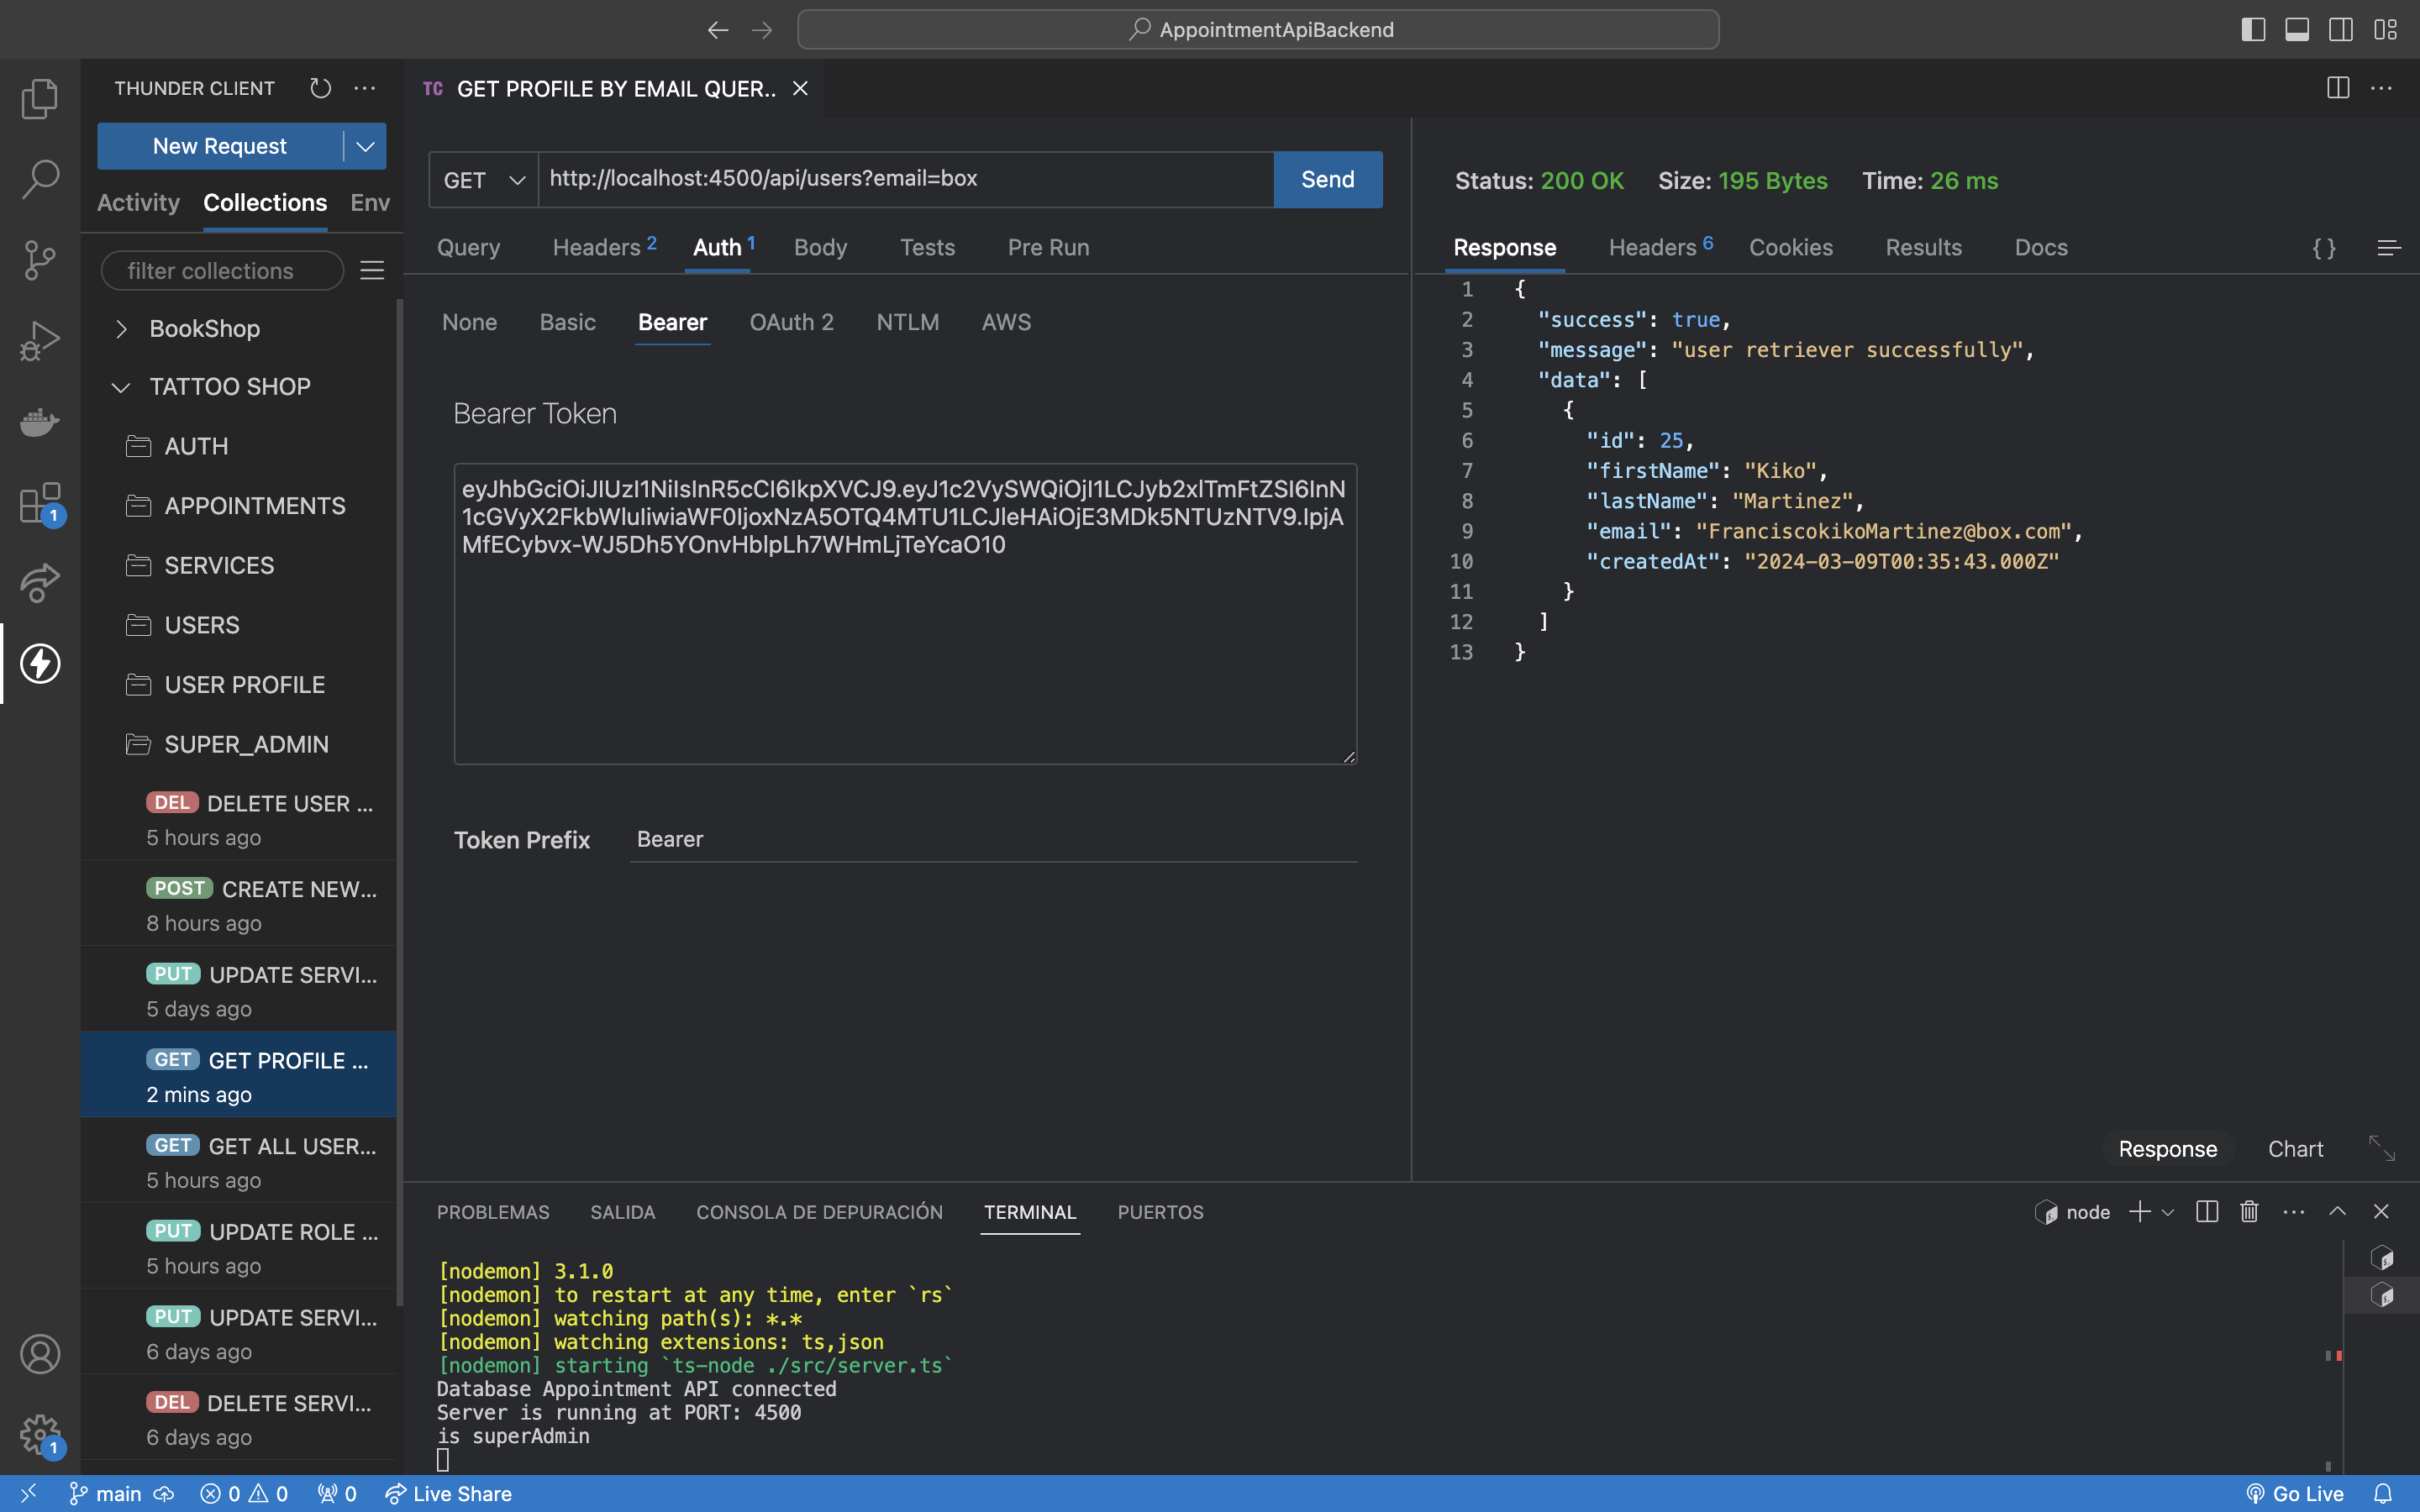 AppointmentApiBackend
THUNDER CLIENT
New Request
Activity Collections Env
filter collections
BookShop
TATTOO SHOP
AUTH
APPOINTMENTS
SERVICES
USERS
USER PROFILE
SUPER_ADMIN
DEL DELETE USER ...
5 hours ago
POST CREATE NEW...
8 hours ago
PUT UPDATE SERVI...
5 days ago
GET GET PROFILE ...
2 mins ago
GET GET ALL USER...
5 hours ago
PUT UPDATE ROLE ...
5 hours ago
PUT UPDATE SERVI...
6 days ago
DEL DELETE SERVI...
6 days ago
1
1
TC GET PROFILE BY EMAIL QUER..
GET http://localhost:4500/api/users?email=box Send
Query Headers 2 Auth 1 Body Tests Pre Run
None Basic Bearer OAuth 2 NTLM AWS
Bearer Token
eyJhbGciOiJIUzI1NiIsInR5cCI6IkpXVCJ9.eyJ1c2VySWQiOjI1LCJyb2xlTmFtZSI6InN
1cGVyX2FkbWluIiwiaWF0IjoxNzA5OTQ4MTU1LCJleHAiOjE3MDk5NTUzNTV9.IpjA
MfECybvx-WJ5Dh5YOnvHblpLh7WHmLjTeYcaO10
Token Prefix Bearer
Status: 200 OK Size: 195 Bytes Time: 26 ms
Response Headers 6 Cookies Results Docs { }
1 {
2 "success": true,
3 "message": "user retriever successfully",
4 "data": [
5 {
6 "id": 25,
7 "firstName": "Kiko",
8 "lastName": "Martinez",
9 "email": "FranciscokikoMartinez@box.com",
10 "createdAt": "2024-03-09T00:35:43.000Z"
11 }
12 ]
13 }
Response Chart
PROBLEMAS SALIDA CONSOLA DE DEPURACIÓN TERMINAL PUERTOS
node
[nodemon] 3.1.0
[nodemon] to restart at any time, enter `rs`
[nodemon] watching path(s): *.*
[nodemon] watching extensions: ts,json
[nodemon] starting `ts-node ./src/server.ts`
Database Appointment API connected
Server is running at PORT: 4500
is superAdmin
main 0 0 0 Live Share Go Live